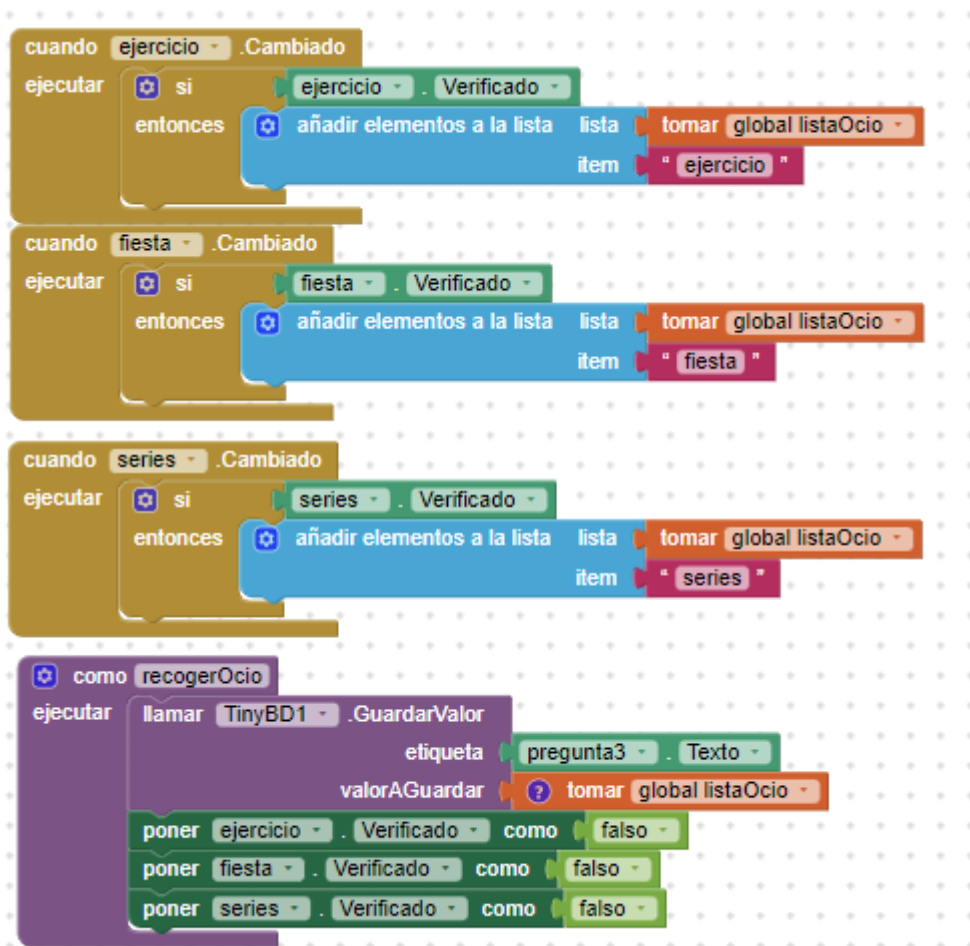 cuando ejercicio .Cambiado
ejecutar si ejercicio . Verificado
entonces añadir elementos a la lista lista tomar global listaOcio
item " ejercicio "
cuando fiesta .Cambiado
ejecutar si fiesta . Verificado
entonces añadir elementos a la lista lista tomar global listaOcio
item " fiesta "
cuando series .Cambiado
ejecutar si series . Verificado
entonces añadir elementos a la lista lista tomar global listaOcio
item " series "
como recogerOcio
ejecutar llamar TinyBD1 .GuardarValor
etiqueta pregunta3 . Texto
valorAGuardar ? tomar global listaOcio
poner ejercicio . Verificado como falso
poner fiesta . Verificado como falso
poner series . Verificado como falso